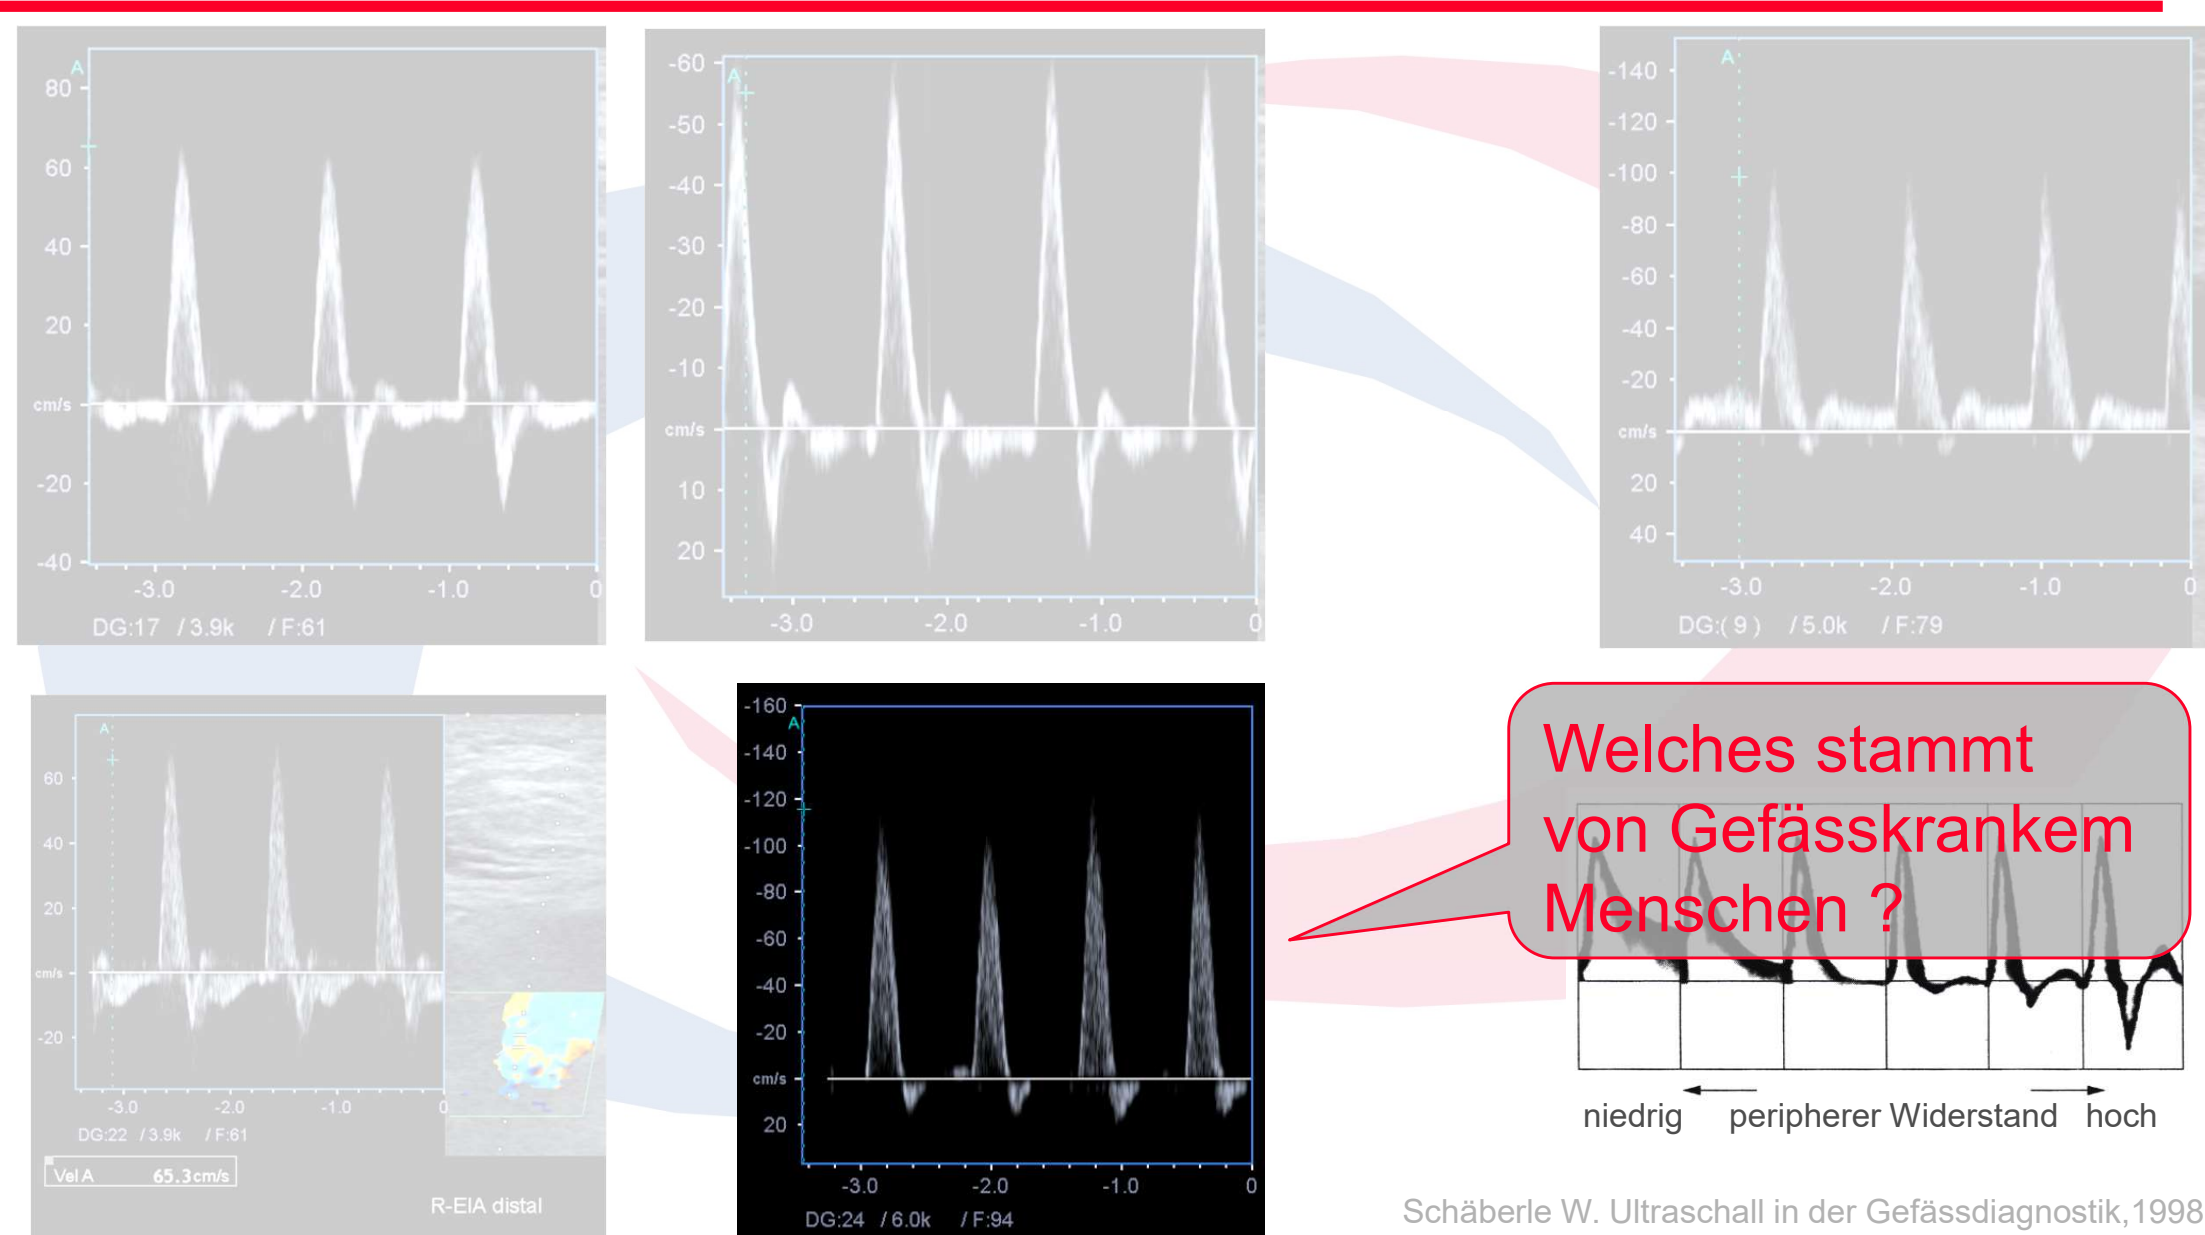 A
80
60
40
20
cm/s
-20
-40
-3.0 -2.0 -1.0 0
DG:17 / 3.9k / F:61
A
-60
-50
-40
-30
-20
-10
cm/s
10
20
-3.0 -2.0 -1.0 0
A
-140
-120
-100
-80
-60
-40
-20
cm/s
20
40
-3.0 -2.0 -1.0 0
DG:( 9 ) / 5.0k / F:79
A
60
40
20
cm/s
-20
-3.0 -2.0 -1.0 0
DG:22 / 3.9k / F:61
Vel A 65.3cm/s
R-EIA distal
-160
A
-140
-120
-100
-80
-60
-40
-20
cm/s
20
-3.0 -2.0 -1.0 0
DG:24 / 6.0k / F:94
Welches stammt
von Gefässkrankem
Menschen ?
niedrig peripherer Widerstand hoch
Schäberle W. Ultraschall in der Gefässdiagnostik,1998